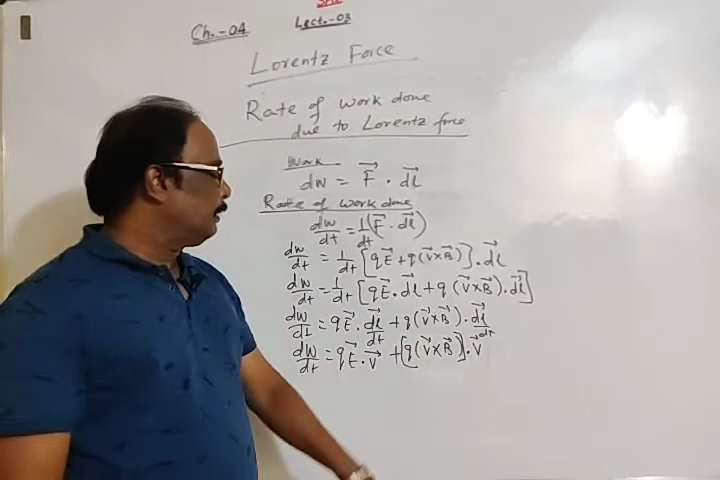 Ch.-04 Lect.-03
Lorentz Force
Rate of work done
due to Lorentz force
Work
dw = F⃗ . dl⃗
Rate of work done
dw/dt = 1/dt (F⃗ . dl⃗)
dw/dt = 1/dt [qE⃗ + q(v⃗ × B⃗)] . dl⃗
dw/dt = 1/dt [qE⃗ . dl⃗ + q(v⃗ × B⃗) . dl⃗]
dw/dt = qE⃗ . dl⃗/dt + q(v⃗ × B⃗) . dl⃗/dt
dw/dt = qE⃗ . v⃗ + [q(v⃗ × B⃗)] . v⃗